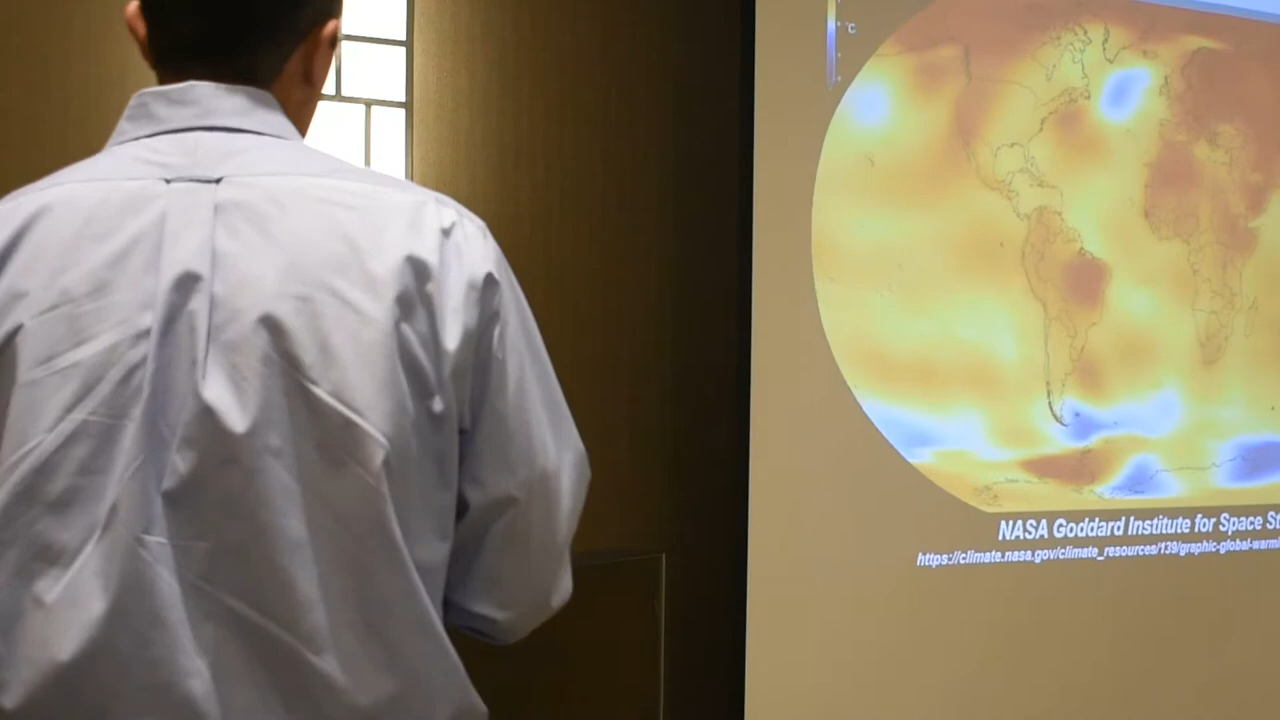 °C
NASA Goddard Institute for Space
https://climate.nasa.gov/climate_resources/139/graphic-global-warmi